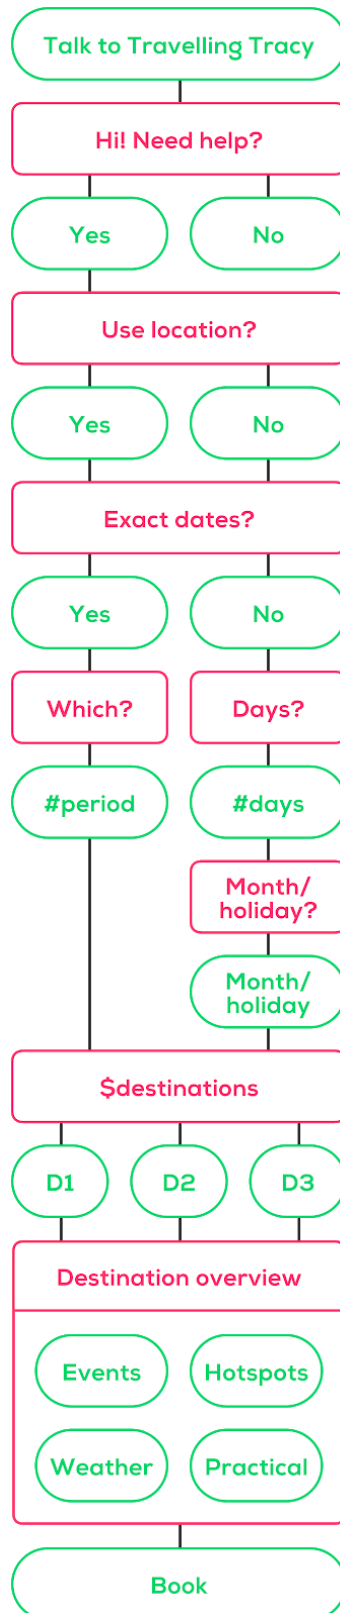 Talk to Travelling Tracy
Hi! Need help?
Yes
No
Use location?
Yes
No
Exact dates?
Yes
No
Which?
Days?
#period
#days
Month/
holiday?
Month/
holiday
$destinations
D1
D2
D3
Destination overview
Events
Hotspots
Weather
Practical
Book